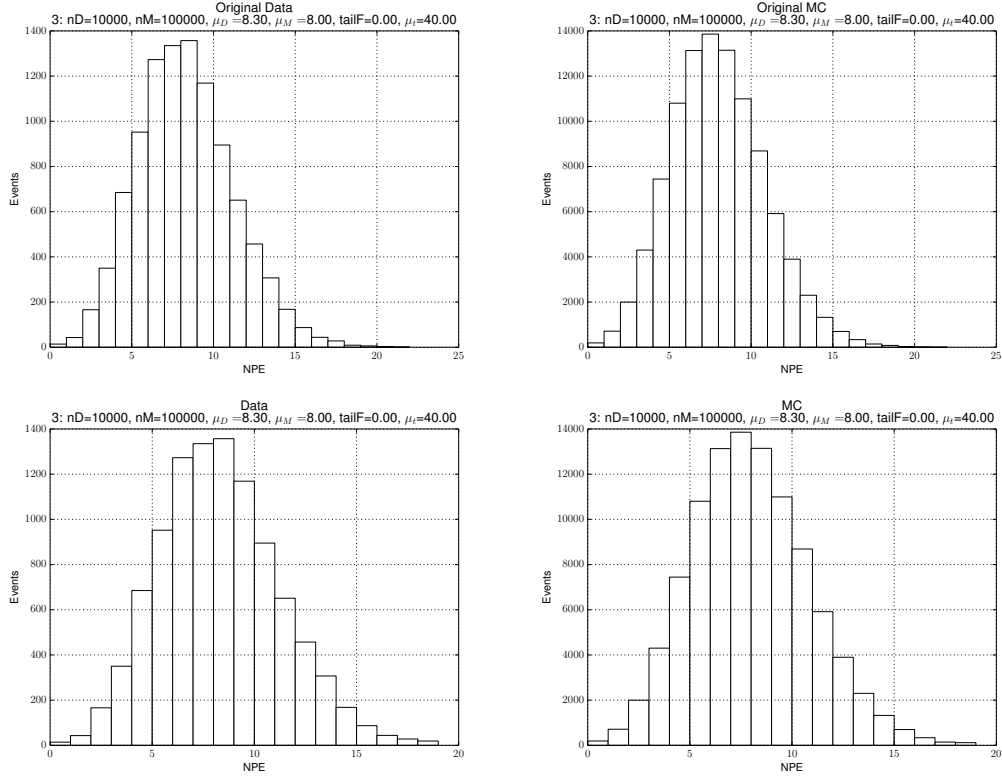 Original Data
3: nD=10000, nM=100000, μD =8.30, μM =8.00, tailF=0.00, μt=40.00
1400
1200
1000
800
600
400
200
0
Events
0 5 10 15 20 25
NPE
Original MC
3: nD=10000, nM=100000, μD =8.30, μM =8.00, tailF=0.00, μt=40.00
14000
12000
10000
8000
6000
4000
2000
0
Events
0 5 10 15 20 25
NPE
Data
3: nD=10000, nM=100000, μD =8.30, μM =8.00, tailF=0.00, μt=40.00
1400
1200
1000
800
600
400
200
0
Events
0 5 10 15 20
NPE
MC
3: nD=10000, nM=100000, μD =8.30, μM =8.00, tailF=0.00, μt=40.00
14000
12000
10000
8000
6000
4000
2000
0
Events
0 5 10 15 20
NPE